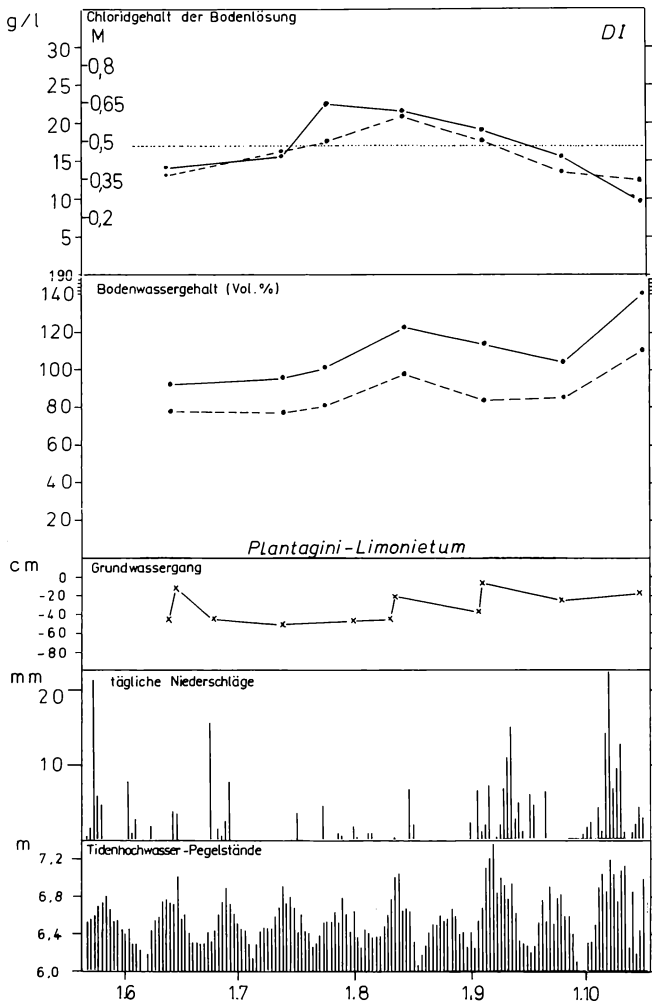 g/l
Chloridgehalt der Bodenlösung
M
DI
30
0,8
25
0,65
20
0,5
15
0,35
10
0,2
5
190
140
Bodenwassergehalt (Vol.%)
120
100
80
60
40
20
Plantagini-Limonietum
cm
Grundwassergang
0
-20
-40
-60
-80
mm
tägliche Niederschläge
20
10
m
Tidenhochwasser-Pegelstände
7,2
6,8
6,4
6,0
1.6 1.7 1.8 1.9 1.10